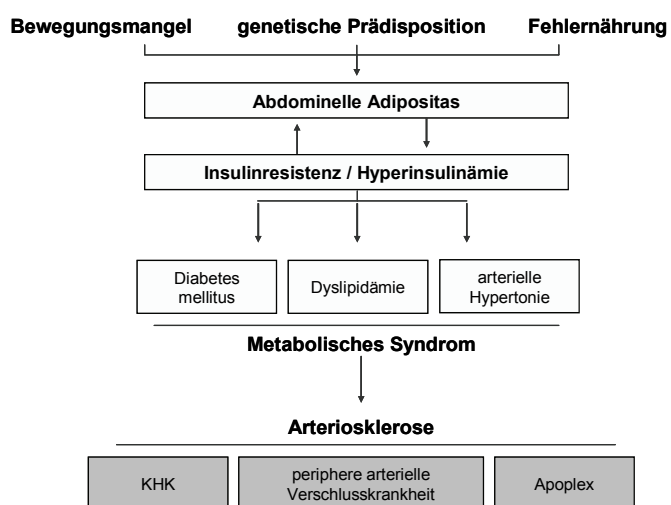 Bewegungsmangel genetische Prädisposition Fehlernährung
Abdominelle Adipositas
Insulinresistenz / Hyperinsulinämie
Diabetes
mellitus
Dyslipidämie
arterielle
Hypertonie
Metabolisches Syndrom
Arteriosklerose
KHK
periphere arterielle
Verschlusskrankheit
Apoplex